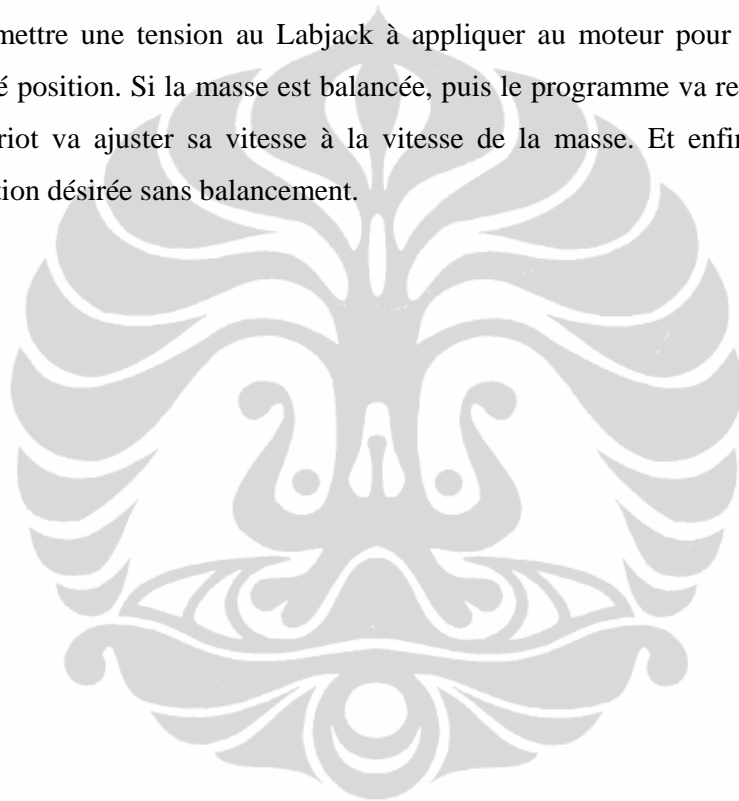 mettre une tension au Labjack à appliquer au moteur pour
é position. Si la masse est balancée, puis le programme va re
riot va ajuster sa vitesse à la vitesse de la masse. Et enfin
tion désirée sans balancement.